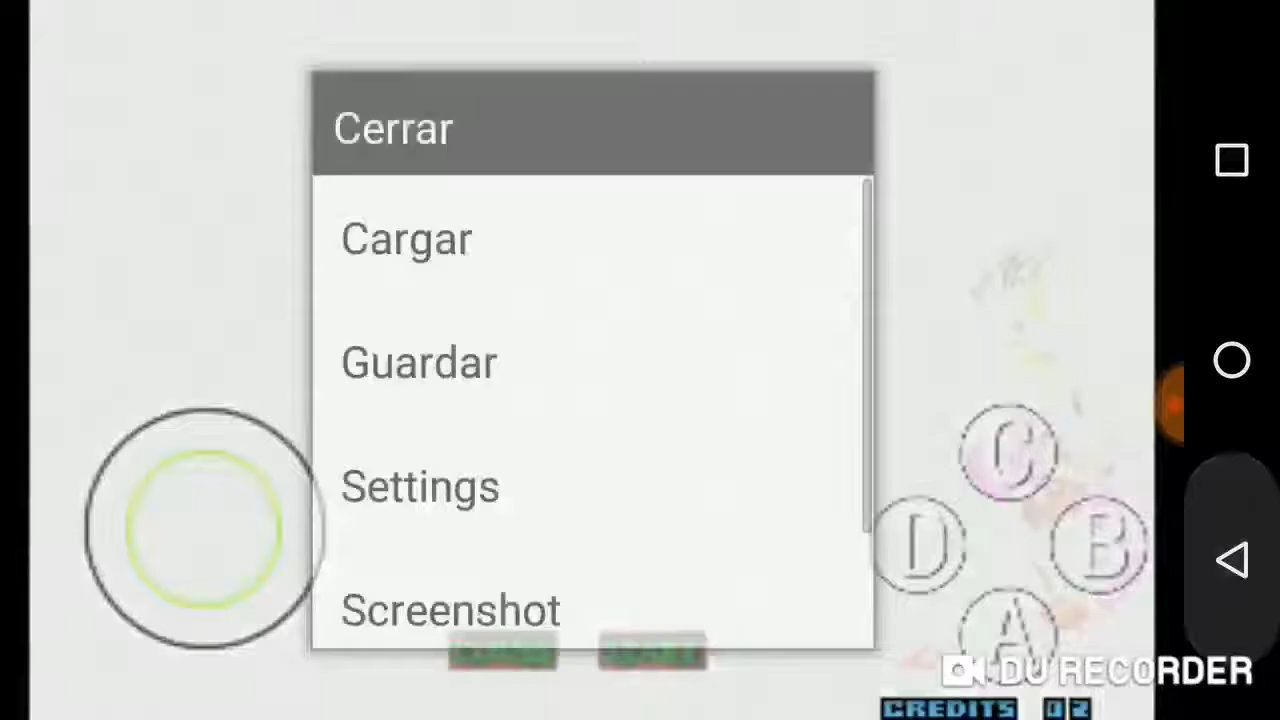 Cerrar
Cargar
Guardar
Settings
Screenshot
C
D
B
A
DU RECORDER
CREDITS 02